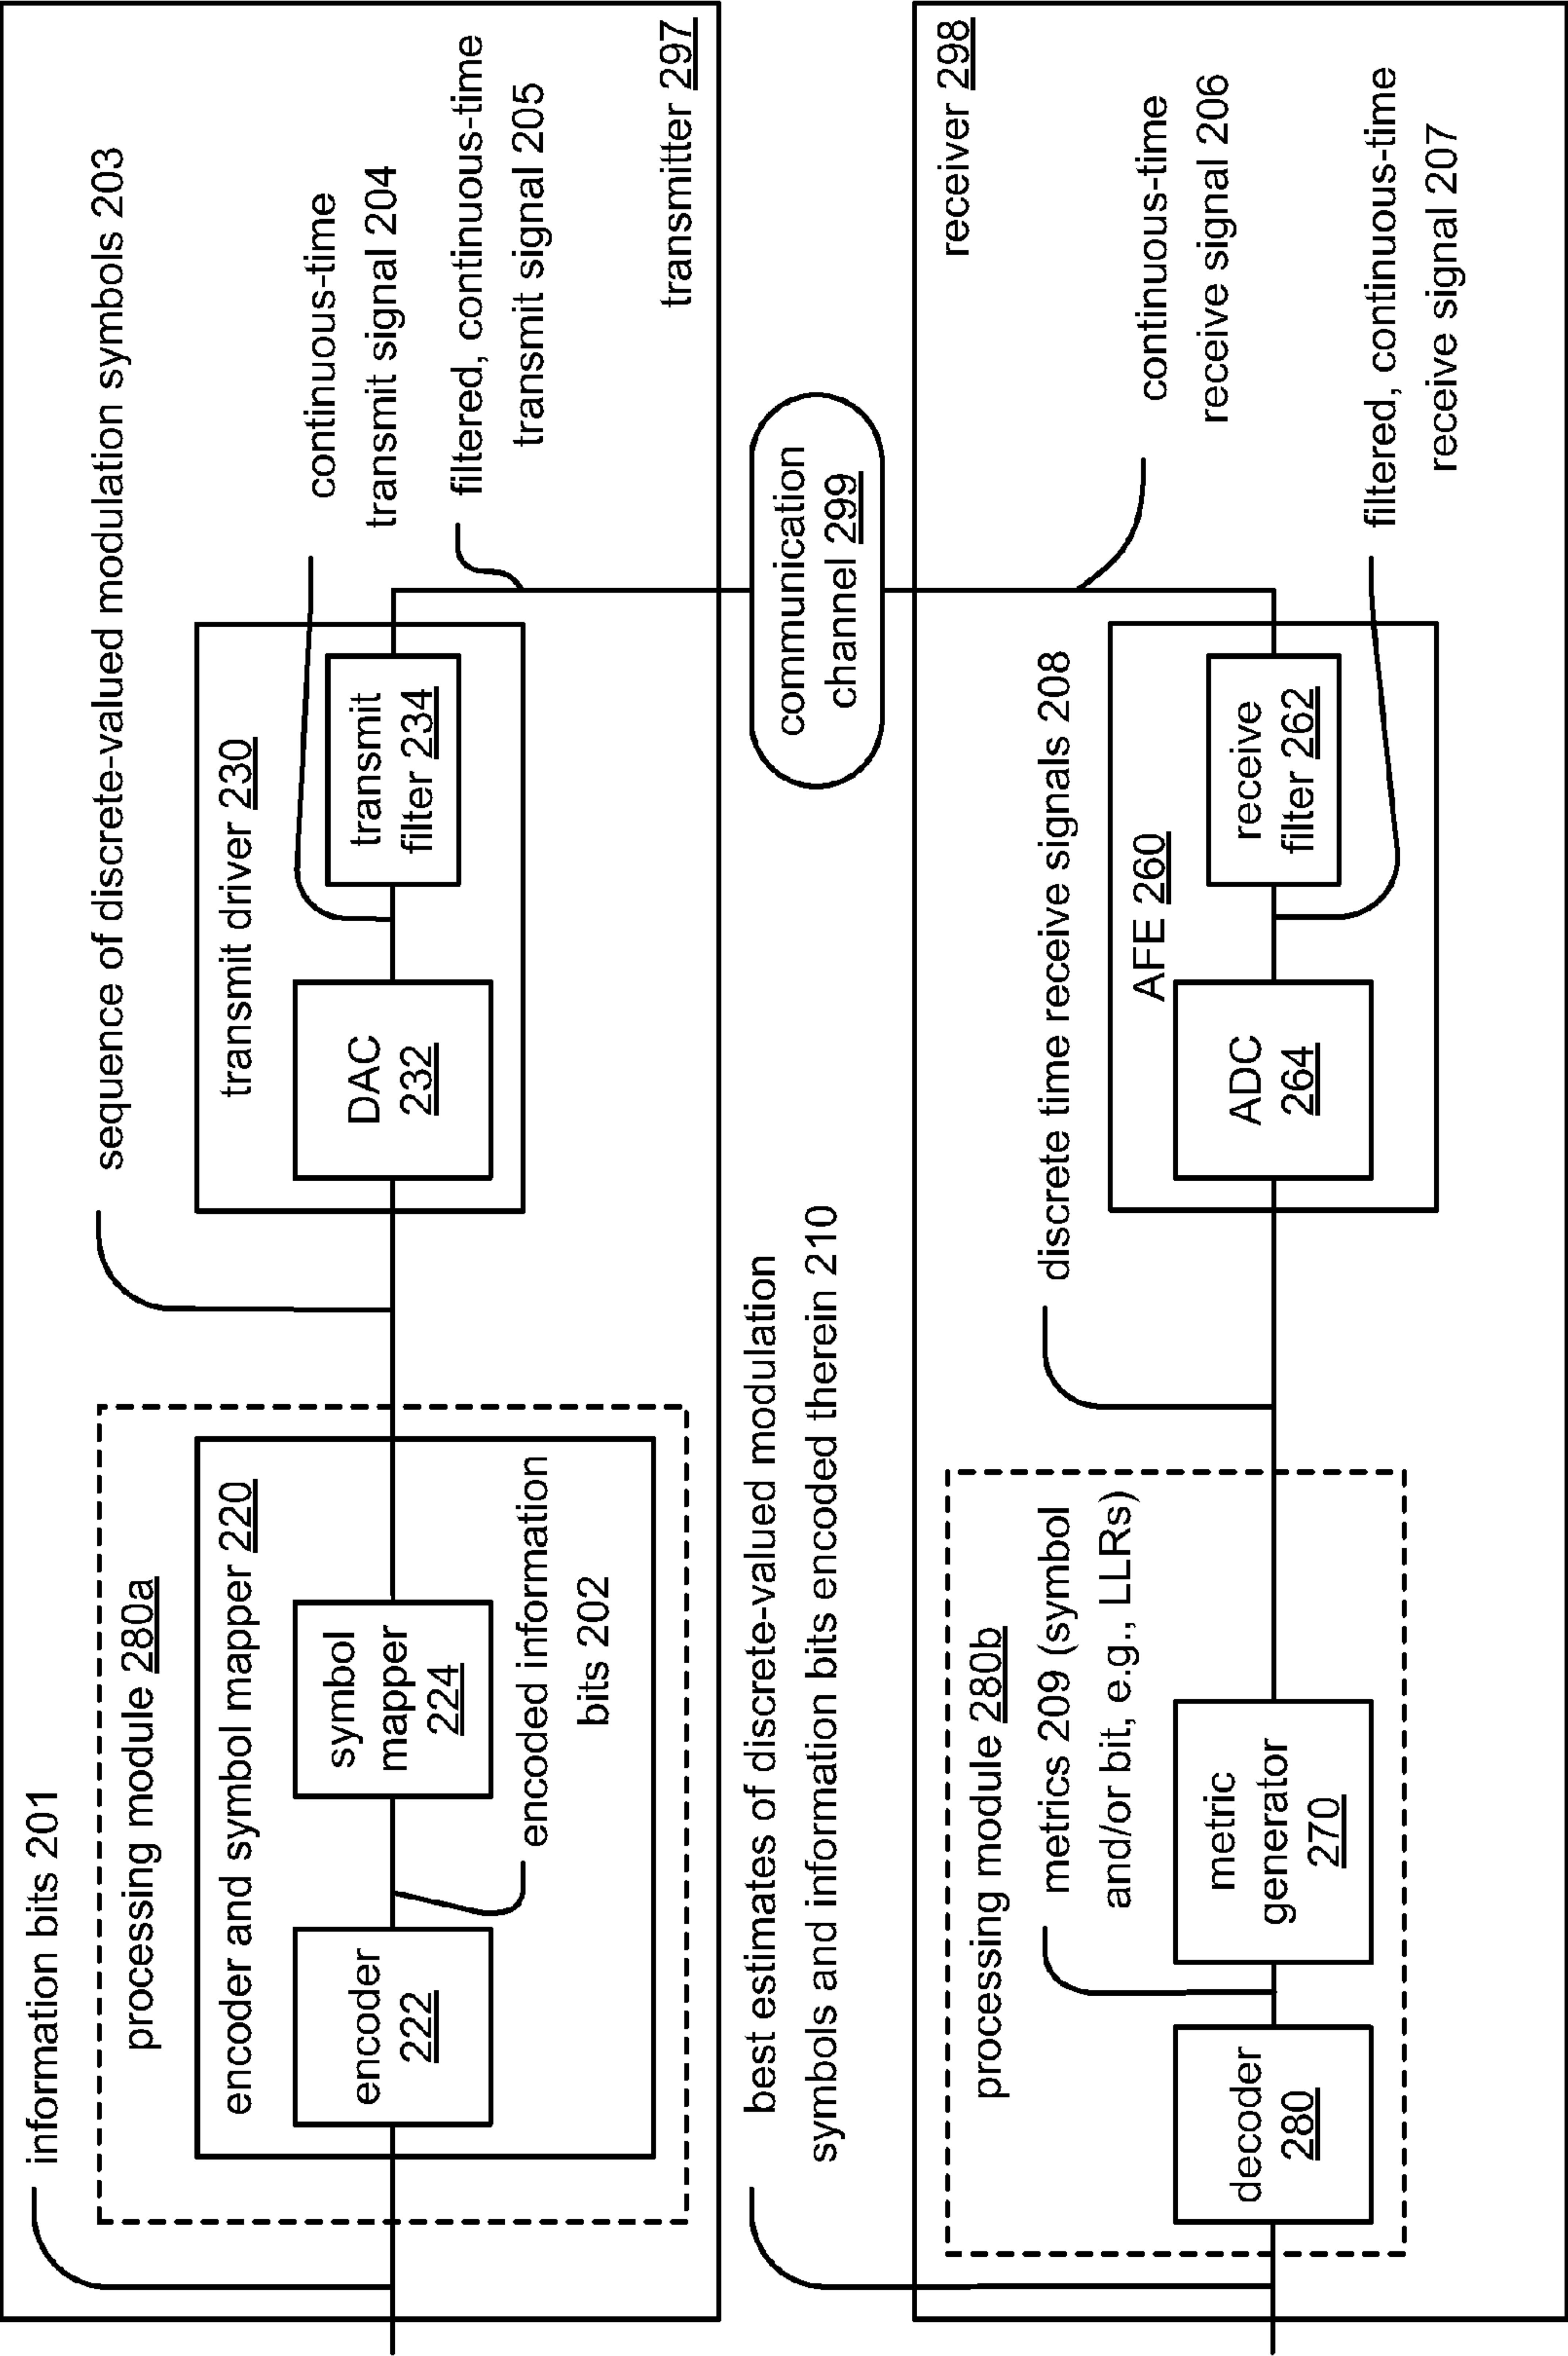 information bits 201
processing module 280a
encoder and symbol mapper 220
encoder
222
encoded information
bits 202
symbol
mapper
224
sequence of discrete-valued modulation symbols 203
transmit driver 230
DAC
232
continuous-time
transmit signal 204
transmit
filter 234
filtered, continuous-time
transmit signal 205
transmitter 297
communication
channel 299
best estimates of discrete-valued modulation
symbols and information bits encoded therein 210
receiver 298
processing module 280b
metrics 209 (symbol
and/or bit, e.g., LLRs)
decoder
280
metric
generator
270
discrete time receive signals 208
AFE 260
ADC
264
receive
filter 262
continuous-time
receive signal 206
filtered, continuous-time
receive signal 207